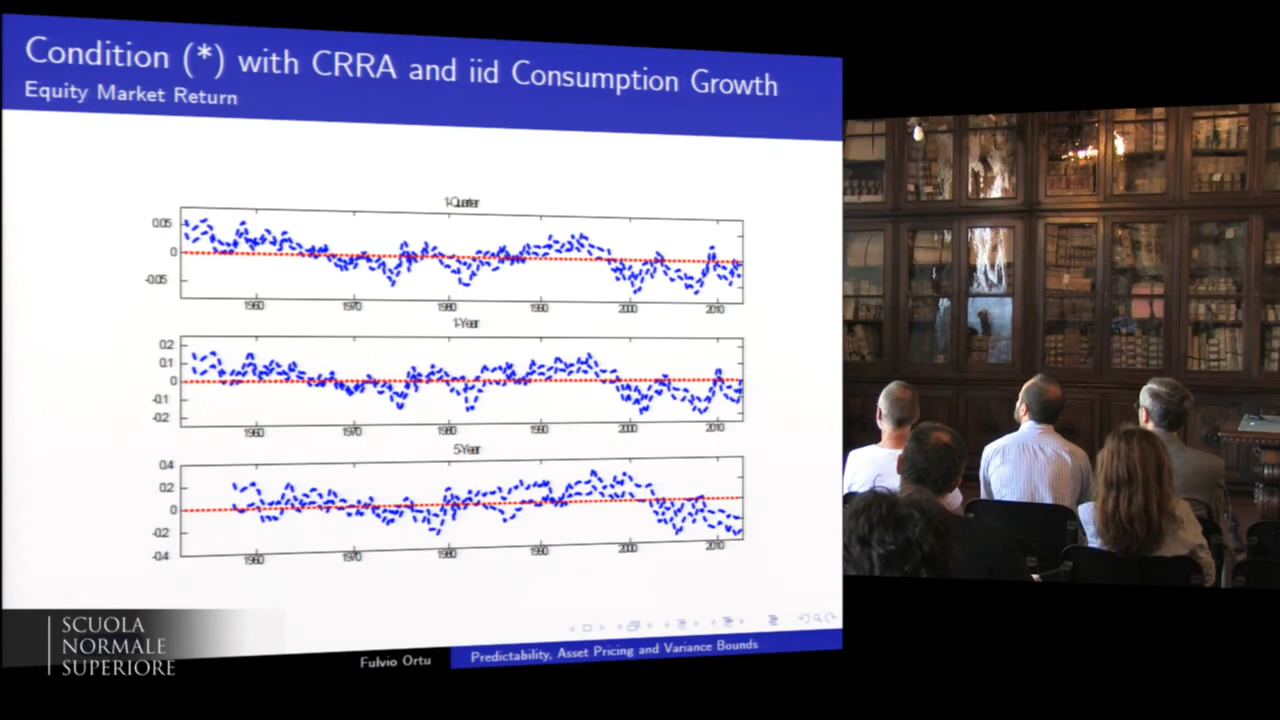 Condition (*) with CRRA and iid Consumption Growth
Equity Market Return
1-Quarter
0.05
0
-0.05
1960 1970 1980 1990 2000 2010
1-Year
0.2
0.1
0
-0.1
-0.2
1960 1970 1980 1990 2000 2010
5-Year
0.4
0.2
0
-0.2
-0.4
1960 1970 1980 1990 2000 2010
SCUOLA
NORMALE
SUPERIORE
Fulvio Ortu Predictability, Asset Pricing and Variance Bounds